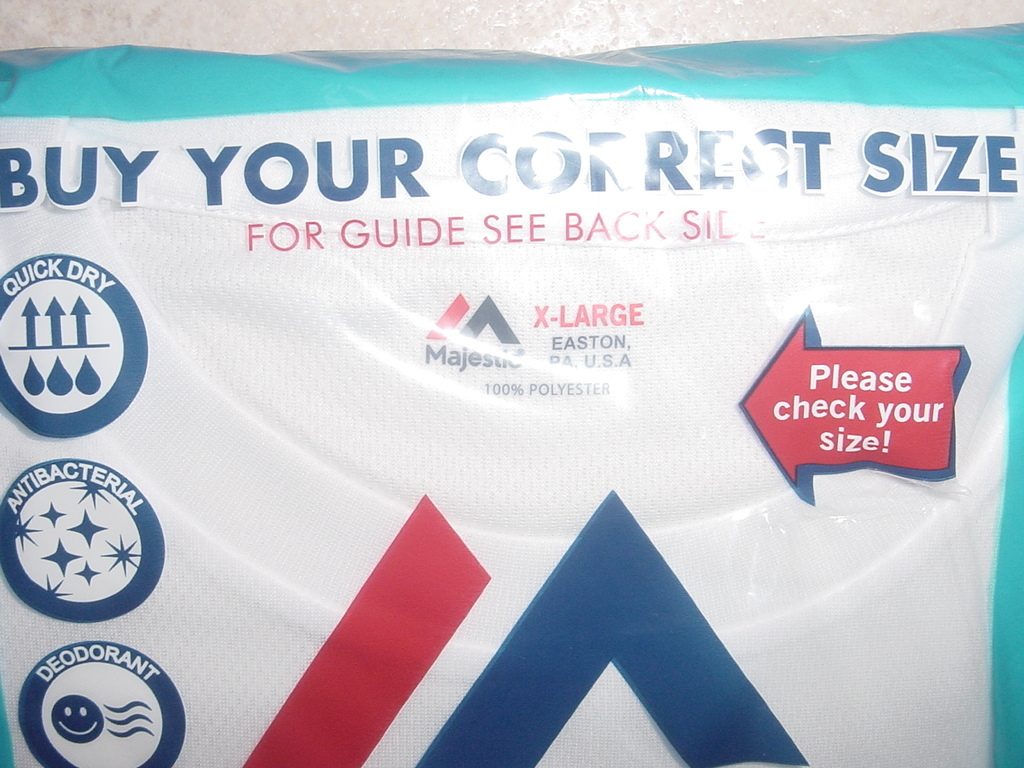 BUY YOUR CORRECT SIZE
FOR GUIDE SEE BACK SIDE
QUICK DRY
Majestic
X-LARGE
EASTON,
PA, U.S.A
100% POLYESTER
Please
check your
size!
ANTIBACTERIAL
DEODORANT